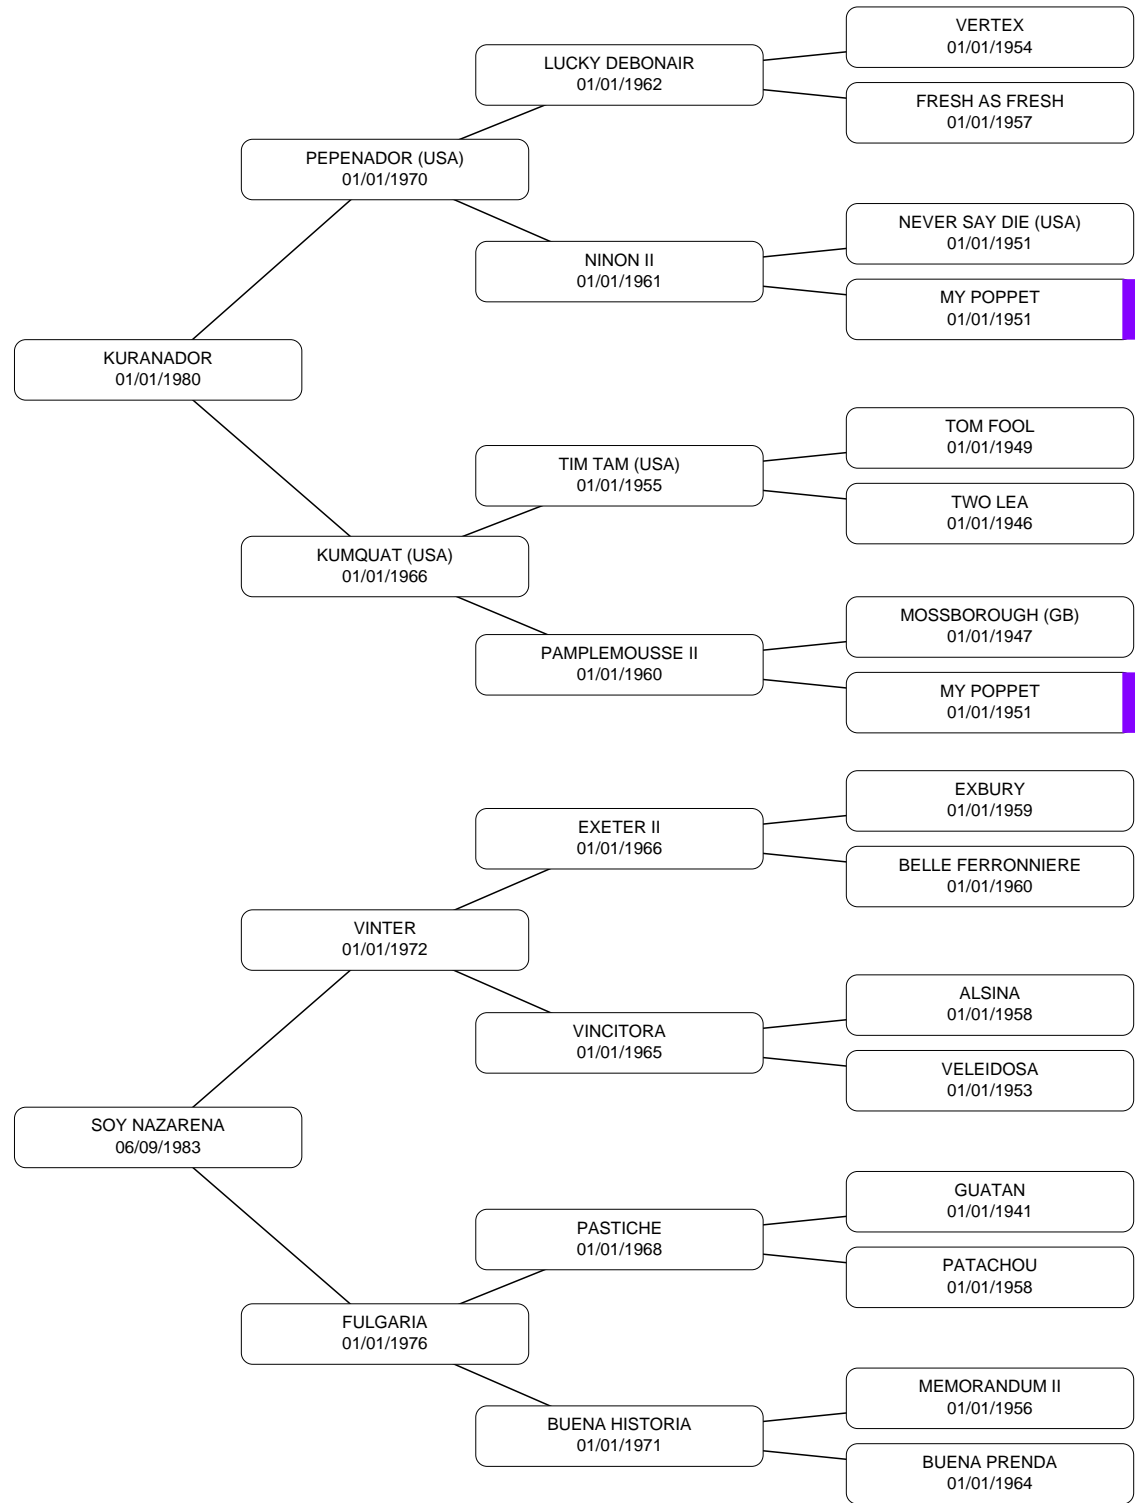 VERTEX
01/01/1954
LUCKY DEBONAIR
01/01/1962
FRESH AS FRESH
01/01/1957
PEPENADOR (USA)
01/01/1970
NEVER SAY DIE (USA)
01/01/1951
NINON II
01/01/1961
MY POPPET
01/01/1951
KURANADOR
01/01/1980
TOM FOOL
01/01/1949
TIM TAM (USA)
01/01/1955
TWO LEA
01/01/1946
KUMQUAT (USA)
01/01/1966
MOSSBOROUGH (GB)
01/01/1947
PAMPLEMOUSSE II
01/01/1960
MY POPPET
01/01/1951
EXBURY
01/01/1959
EXETER II
01/01/1966
BELLE FERRONNIERE
01/01/1960
VINTER
01/01/1972
ALSINA
01/01/1958
VINCITORA
01/01/1965
VELEIDOSA
01/01/1953
SOY NAZARENA
06/09/1983
GUATAN
01/01/1941
PASTICHE
01/01/1968
PATACHOU
01/01/1958
FULGARIA
01/01/1976
MEMORANDUM II
01/01/1956
BUENA HISTORIA
01/01/1971
BUENA PRENDA
01/01/1964